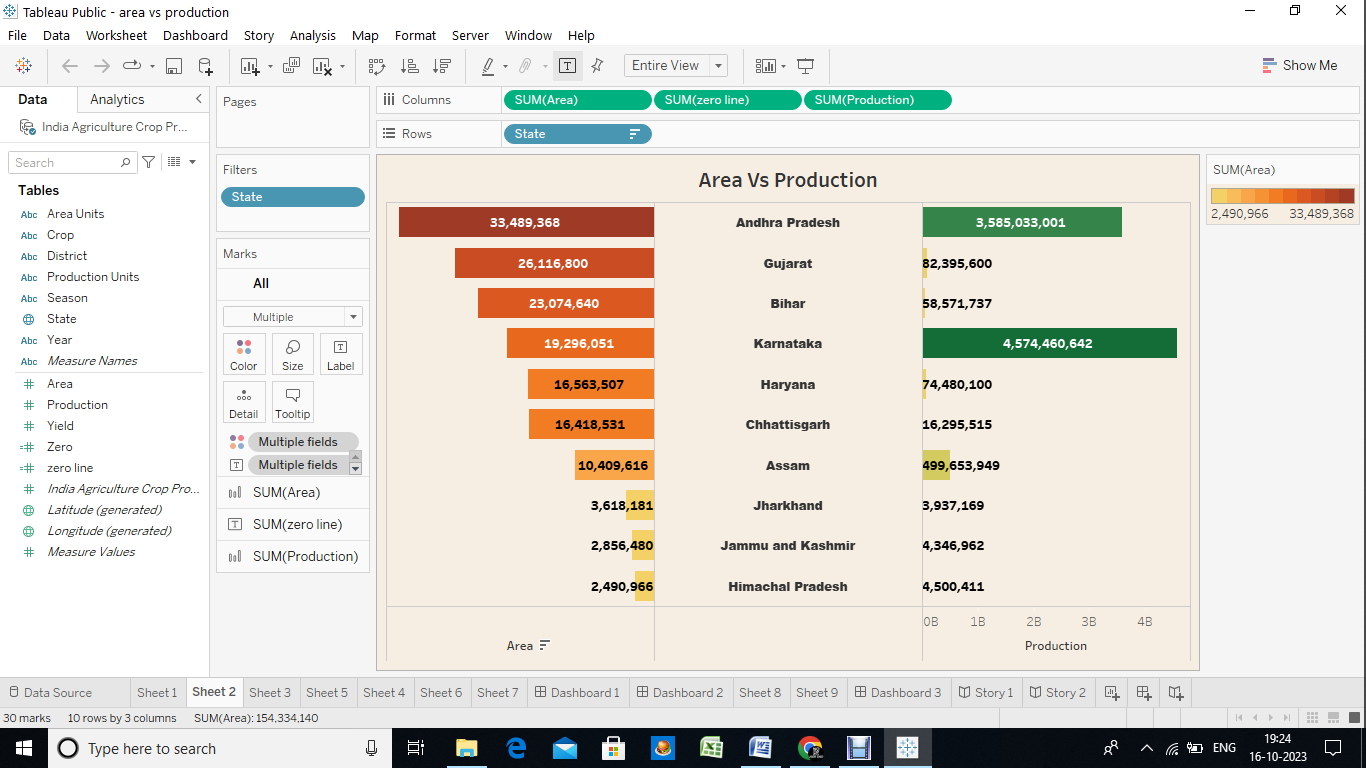 Tableau Public - area vs production
File Data Worksheet Dashboard Story Analysis Map Format Server Window Help
Entire View
Show Me
Data Analytics
India Agriculture Crop Pr...
Search
Tables
Abc Area Units
Abc Crop
Abc District
Abc Production Units
Abc Season
State
Abc Year
Abc Measure Names
# Area
# Production
# Yield
=# Zero
=# zero line
# India Agriculture Crop Pro...
Latitude (generated)
Longitude (generated)
# Measure Values
Pages
Filters
State
Marks
All
Multiple
Color Size Label
Detail Tooltip
Multiple fields
Multiple fields
SUM(Area)
SUM(zero line)
SUM(Production)
Columns SUM(Area) SUM(zero line) SUM(Production)
Rows State
Area Vs Production
33,489,368 Andhra Pradesh 3,585,033,001
26,116,800 Gujarat 82,395,600
23,074,640 Bihar 58,571,737
19,296,051 Karnataka 4,574,460,642
16,563,507 Haryana 74,480,100
16,418,531 Chhattisgarh 16,295,515
10,409,616 Assam 499,653,949
3,618,181 Jharkhand 3,937,169
2,856,480 Jammu and Kashmir 4,346,962
2,490,966 Himachal Pradesh 4,500,411
0B 1B 2B 3B 4B
Area Production
SUM(Area)
2,490,966 33,489,368
Data Source Sheet 1 Sheet 2 Sheet 3 Sheet 5 Sheet 4 Sheet 6 Sheet 7 Dashboard 1 Dashboard 2 Sheet 8 Sheet 9 Dashboard 3 Story 1 Story 2
30 marks 10 rows by 3 columns SUM(Area): 154,334,140
Type here to search
ENG
19:24
16-10-2023